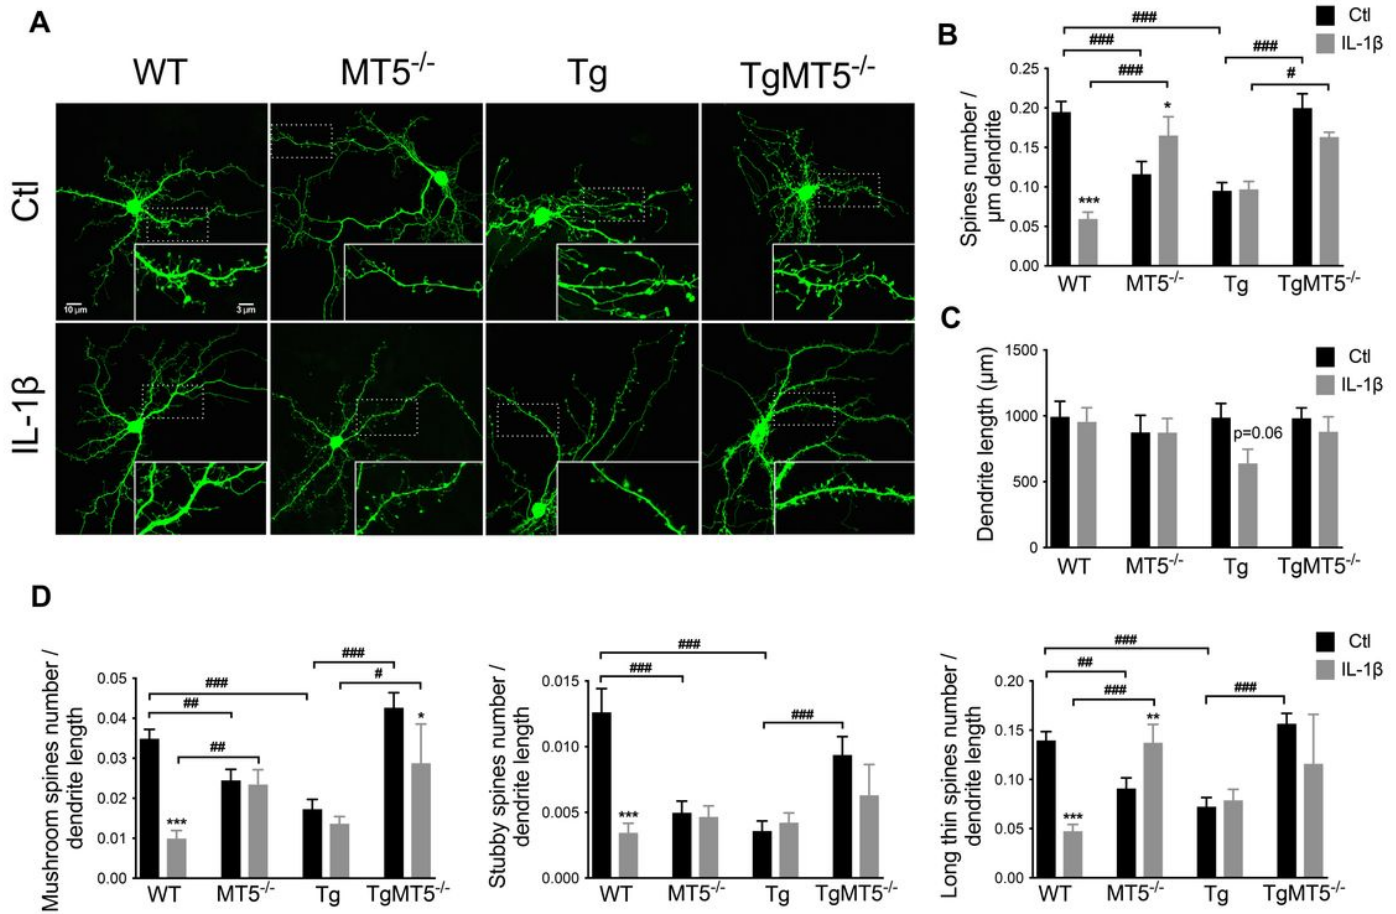 A
WT MT5-/- Tg TgMT5-/-
Ctl
10 µm 3 µm
IL-1β
B
Ctl
IL-1β
###
###
###
###
#
*
***
Spines number /
µm dendrite
0.25
0.20
0.15
0.10
0.05
0.00
WT MT5-/- Tg TgMT5-/-
C
Ctl
IL-1β
Dendrite length (µm)
1500
1000
500
0
p=0.06
WT MT5-/- Tg TgMT5-/-
D
Mushroom spines number /
dendrite length
0.05
0.04
0.03
0.02
0.01
0.00
###
#
###
##
##
*
***
WT MT5-/- Tg TgMT5-/-
Stubby spines number /
dendrite length
0.015
0.010
0.005
0.000
###
###
###
***
WT MT5-/- Tg TgMT5-/-
Long thin spines number /
dendrite length
0.20
0.15
0.10
0.05
0.00
###
##
###
###
**
***
WT MT5-/- Tg TgMT5-/-
Ctl
IL-1β